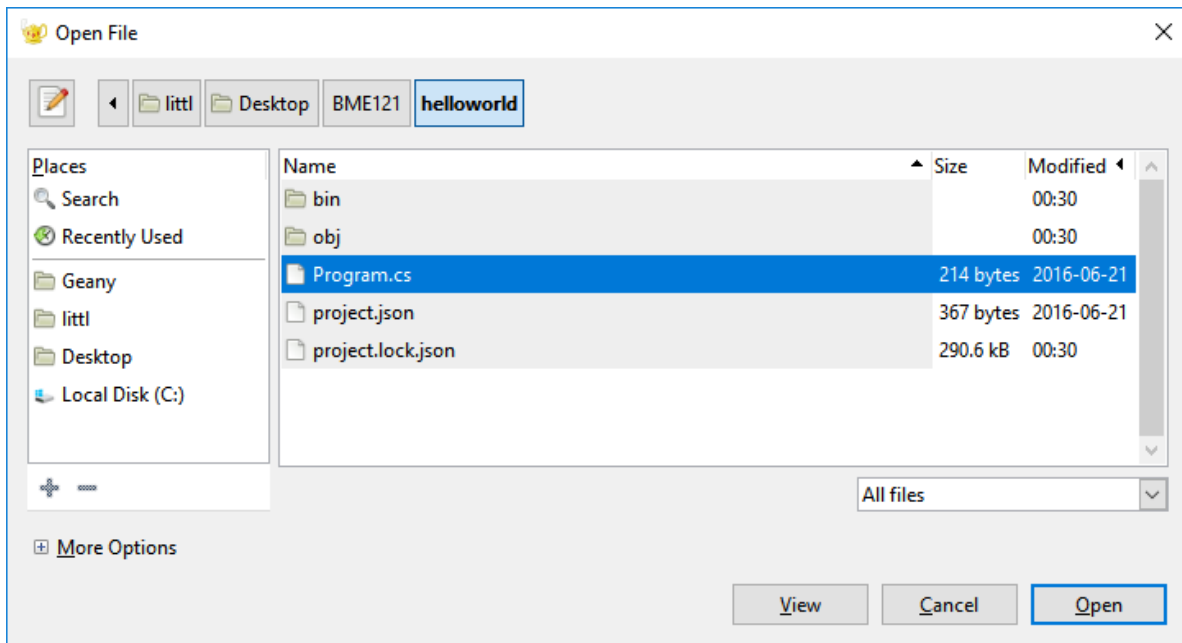 Open File
littl Desktop BME121 helloworld
Places
Search
Recently Used
Geany
littl
Desktop
Local Disk (C:)
Name Size Modified
bin 00:30
obj 00:30
Program.cs 214 bytes 2016-06-21
project.json 367 bytes 2016-06-21
project.lock.json 290.6 kB 00:30
All files
More Options
View Cancel Open